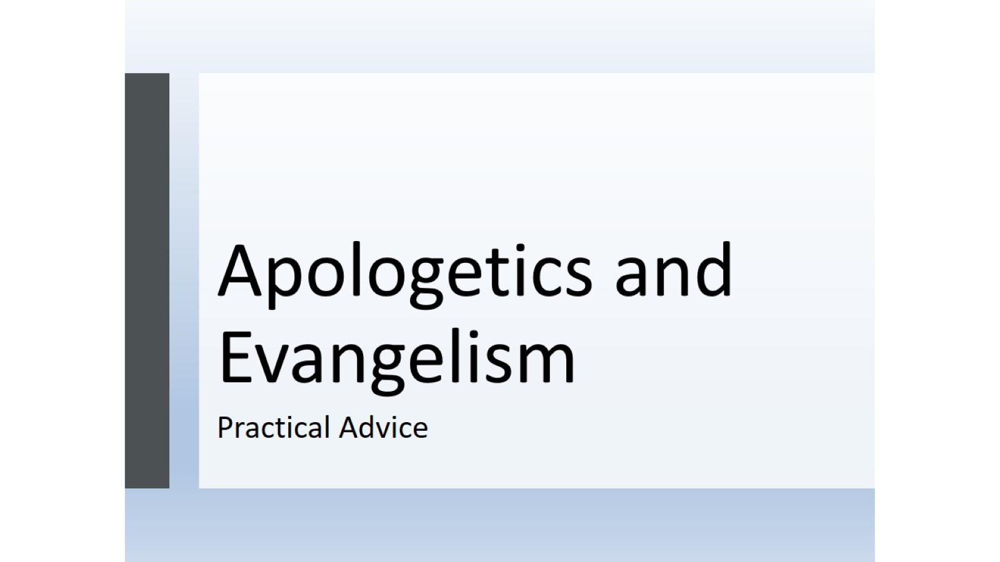 Apologetics and
Evangelism
Practical Advice